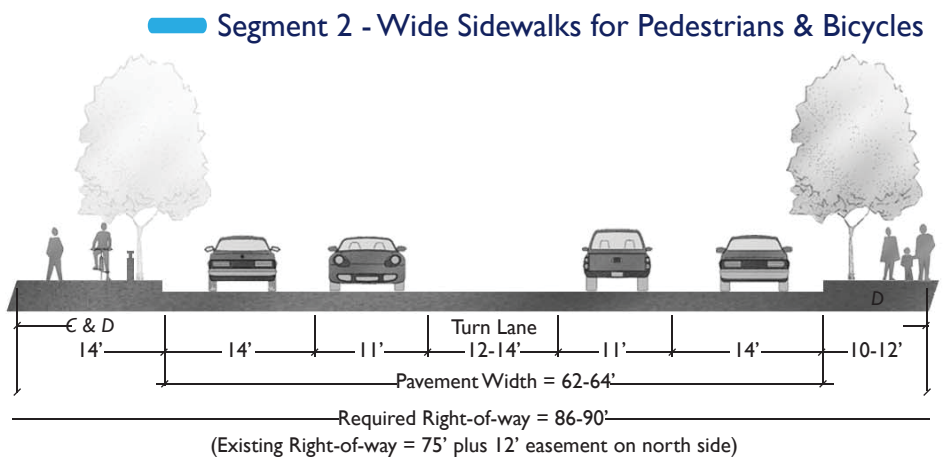 Segment 2 - Wide Sidewalks for Pedestrians & Bicycles
D
C & D
Turn Lane
14’ 14’ 11’ 12-14’ 11’ 14’ 10-12’
Pavement Width = 62-64’
Required Right-of-way = 86-90’
(Existing Right-of-way = 75’ plus 12’ easement on north side)